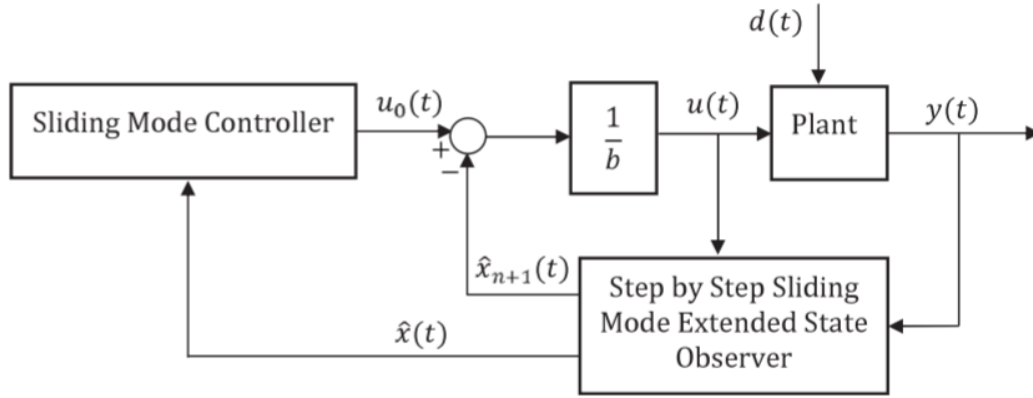 d(t)
Sliding Mode Controller
u₀(t)
+
−
1
b
u(t)
Plant
y(t)
x̂ₙ₊₁(t)
Step by Step Sliding
Mode Extended State
Observer
x̂(t)